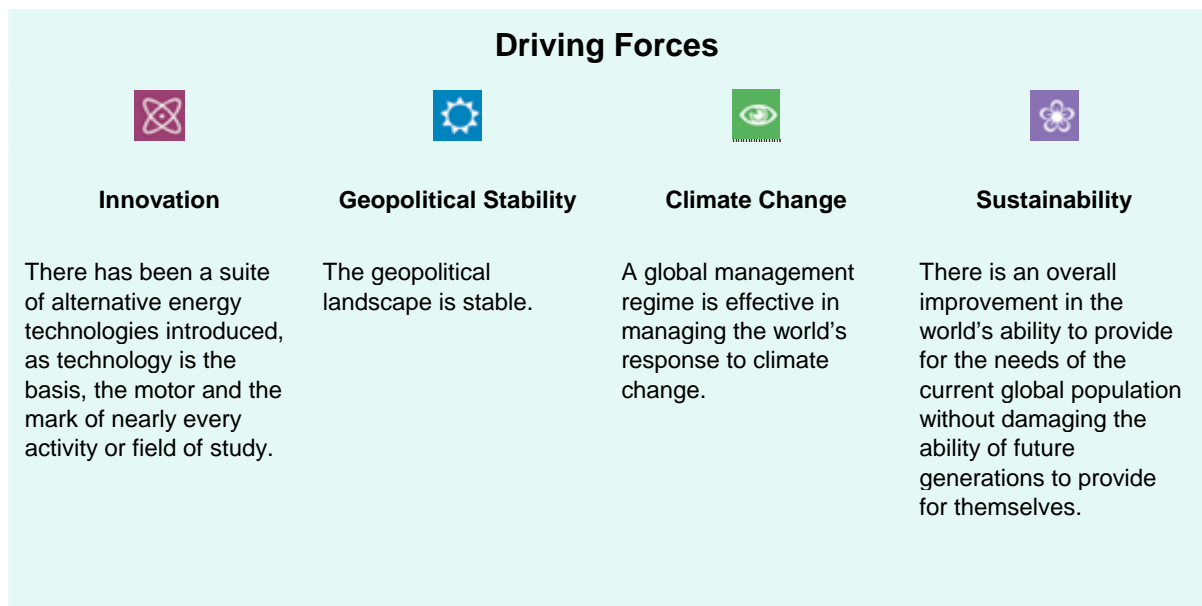 Driving Forces
Innovation
There has been a suite
of alternative energy
technologies introduced,
as technology is the
basis, the motor and the
mark of nearly every
activity or field of study.
Geopolitical Stability
The geopolitical
landscape is stable.
Climate Change
A global management
regime is effective in
managing the world's
response to climate
change.
Sustainability
There is an overall
improvement in the
world's ability to provide
for the needs of the
current global population
without damaging the
ability of future
generations to provide
for themselves.